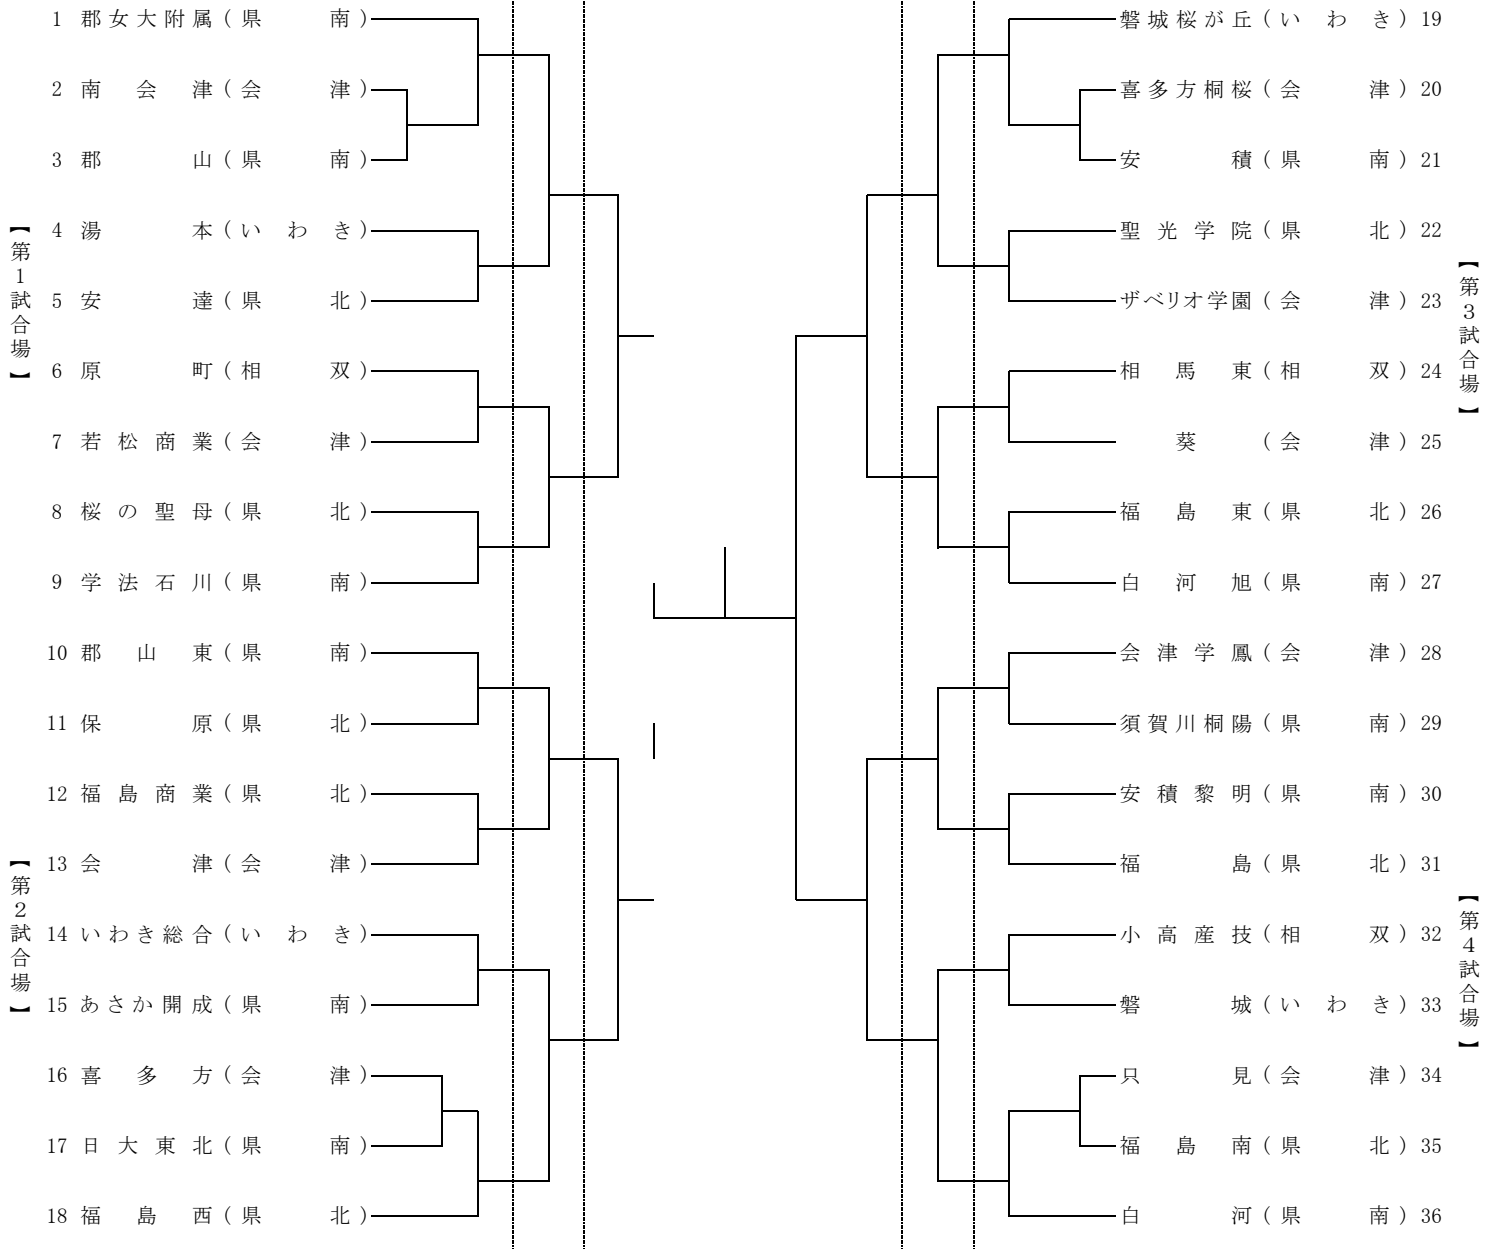 【第1試合場】
1 郡女大附属(県南)
2 南会津(会津)
3 郡山(県南)
4 湯本(いわき)
5 安達(県北)
6 原町(相双)
7 若松商業(会津)
8 桜の聖母(県北)
9 学法石川(県南)
【第2試合場】
10 郡山東(県南)
11 保原(県北)
12 福島商業(県北)
13 会津(会津)
14 いわき総合(いわき)
15 あさか開成(県南)
16 喜多方(会津)
17 日大東北(県南)
18 福島西(県北)
【第3試合場】
磐城桜が丘(いわき) 19
喜多方桐桜(会津) 20
安積(県南) 21
聖光学院(県北) 22
ザベリオ学園(会津) 23
相馬東(相双) 24
葵(会津) 25
福島東(県北) 26
白河旭(県南) 27
【第4試合場】
会津学鳳(会津) 28
須賀川桐陽(県南) 29
安積黎明(県南) 30
福島(県北) 31
小高産技(相双) 32
磐城(いわき) 33
只見(会津) 34
福島南(県北) 35
白河(県南) 36